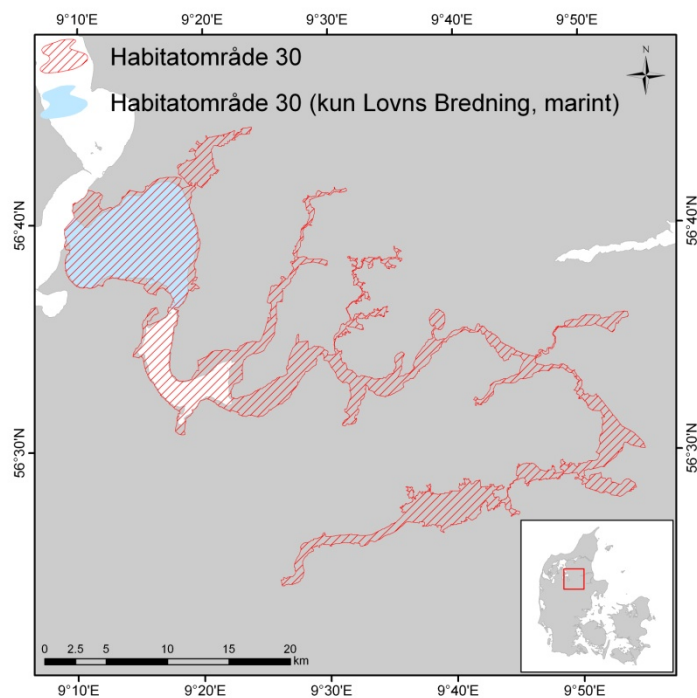 9°10'E 9°20'E 9°30'E 9°40'E 9°50'E
Habitatområde 30
N
Habitatområde 30 (kun Lovns Bredning, marint)
56°40'N 56°40'N
56°30'N 56°30'N
0 2.5 5 10 15 20
km
9°10'E 9°20'E 9°30'E 9°40'E 9°50'E